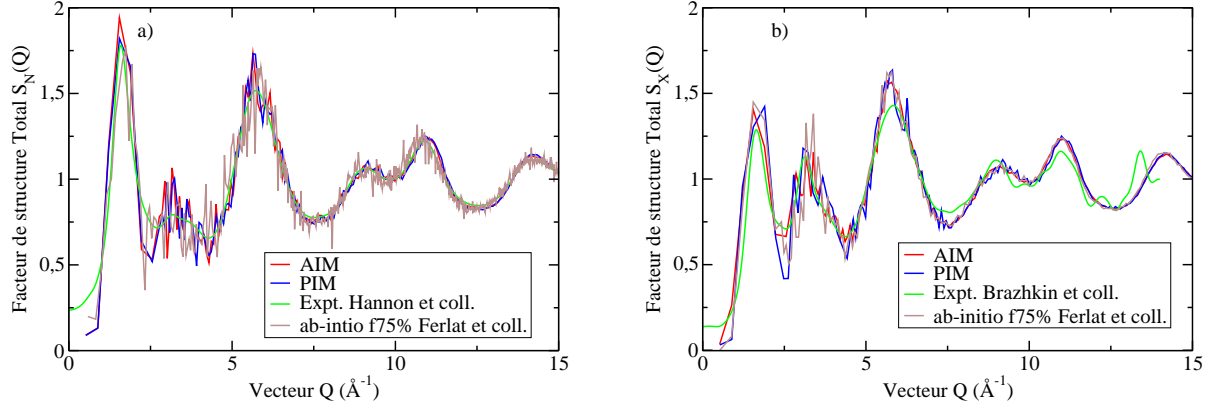 a)
Facteur de structure Total S_N(Q)
2
1,5
1
0,5
0
0
5
10
15
Vecteur Q (Å-1)
AIM
PIM
Expt. Hannon et coll.
ab-intio f75% Ferlat et coll.
b)
Facteur de structure Total S_X(Q)
2
1,5
1
0,5
0
0
5
10
15
Vecteur Q (Å-1)
AIM
PIM
Expt. Brazhkin et coll.
ab-initio f75% Ferlat et coll.